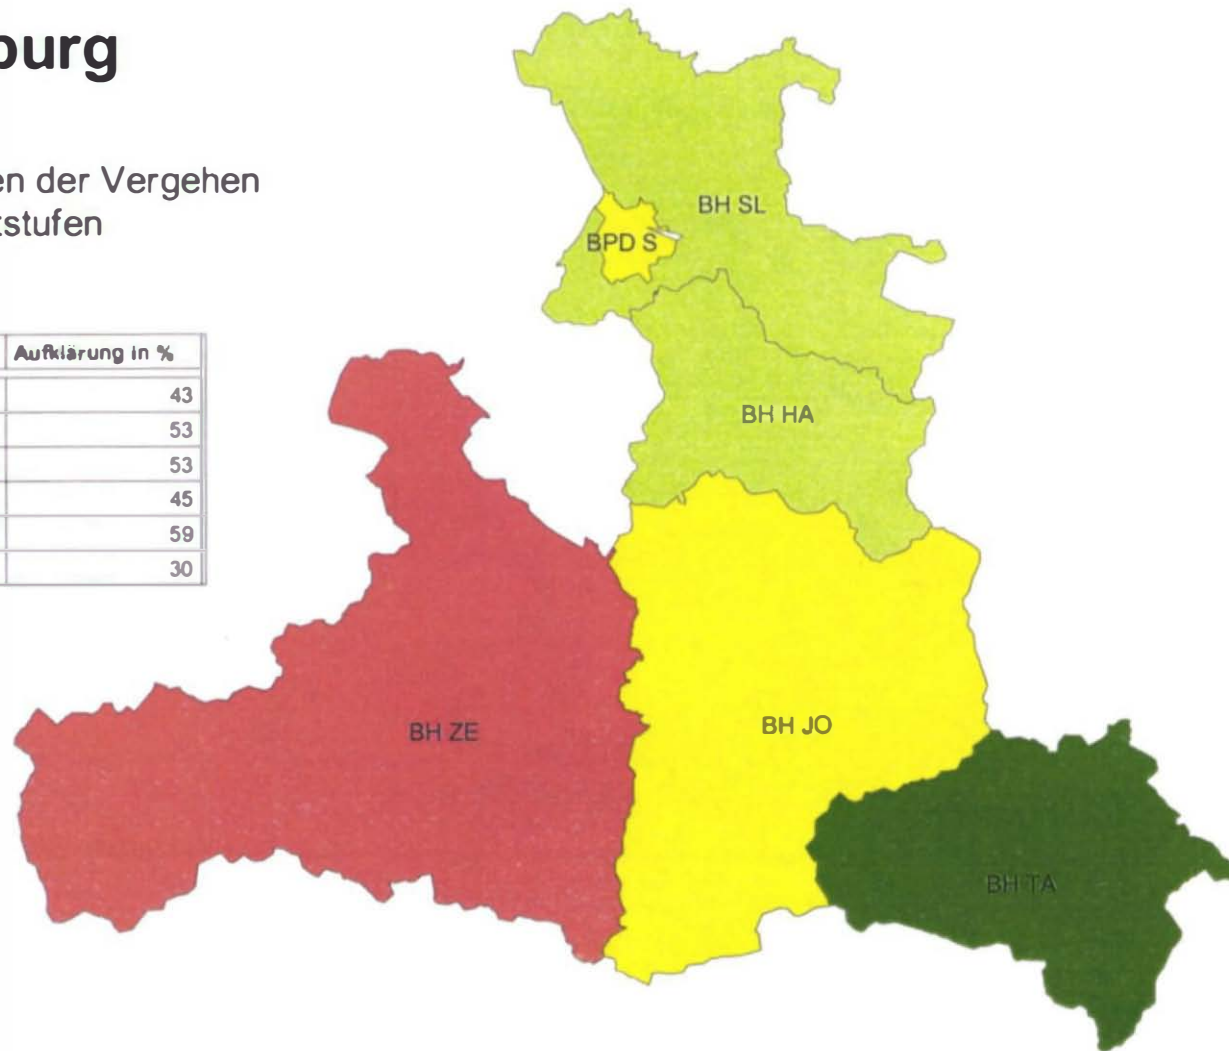 burg
en der Vergehen
tstufen
Aufklärung in %
43
53
53
45
59
30
BH SL
BPD S
BH HA
BH ZE
BH JO
BH TA